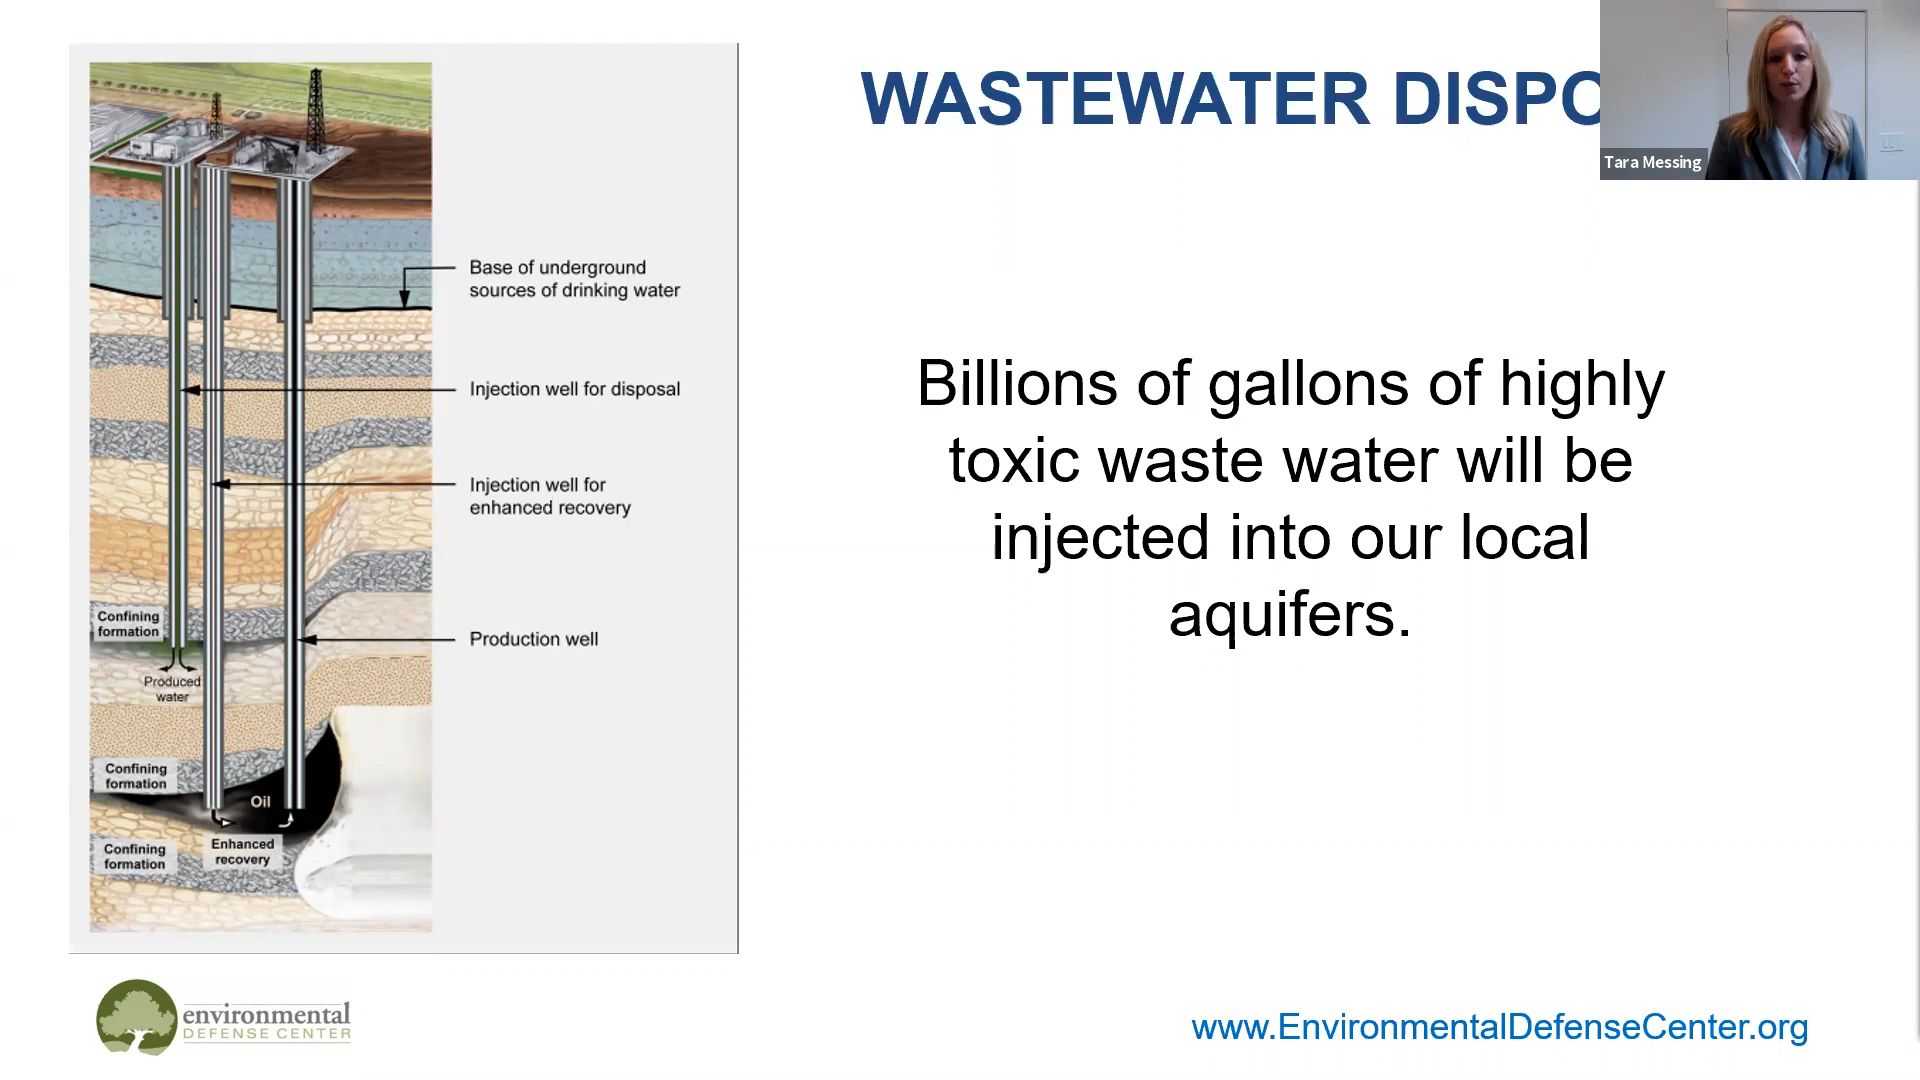 WASTEWATER DISPO
Tara Messing
Base of underground
sources of drinking water
Injection well for disposal
Injection well for
enhanced recovery
Production well
Confining
formation
Produced
water
Confining
formation
Oil
Confining
formation
Enhanced
recovery
Billions of gallons of highly
toxic waste water will be
injected into our local
aquifers.
environmental
DEFENSE CENTER
www.EnvironmentalDefenseCenter.org